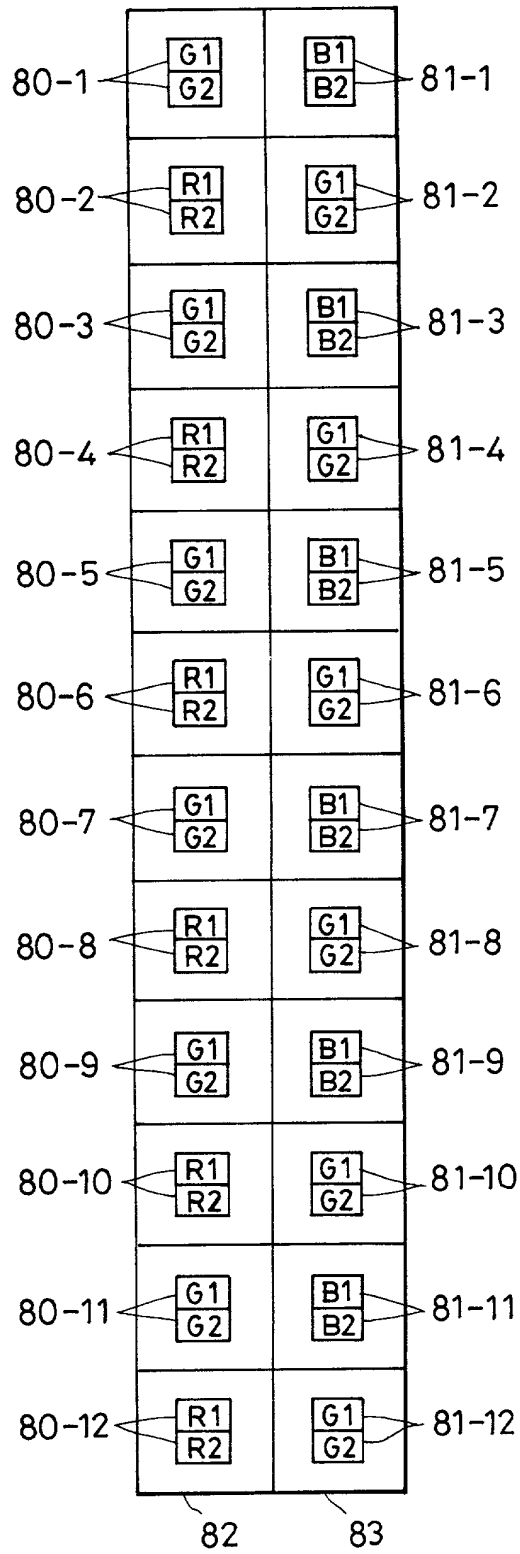 80-1 G1 B1 81-1
G2 B2
80-2 R1 G1 81-2
R2 G2
80-3 G1 B1 81-3
G2 B2
80-4 R1 G1 81-4
R2 G2
80-5 G1 B1 81-5
G2 B2
80-6 R1 G1 81-6
R2 G2
80-7 G1 B1 81-7
G2 B2
80-8 R1 G1 81-8
R2 G2
80-9 G1 B1 81-9
G2 B2
80-10 R1 G1 81-10
R2 G2
80-11 G1 B1 81-11
G2 B2
80-12 R1 G1 81-12
R2 G2
82 83